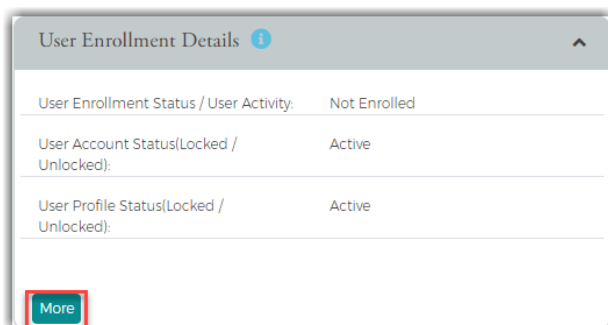 User Enrollment Details
User Enrollment Status / User Activity: Not Enrolled
User Account Status(Locked / Active
Unlocked):
User Profile Status(Locked / Active
Unlocked):
More